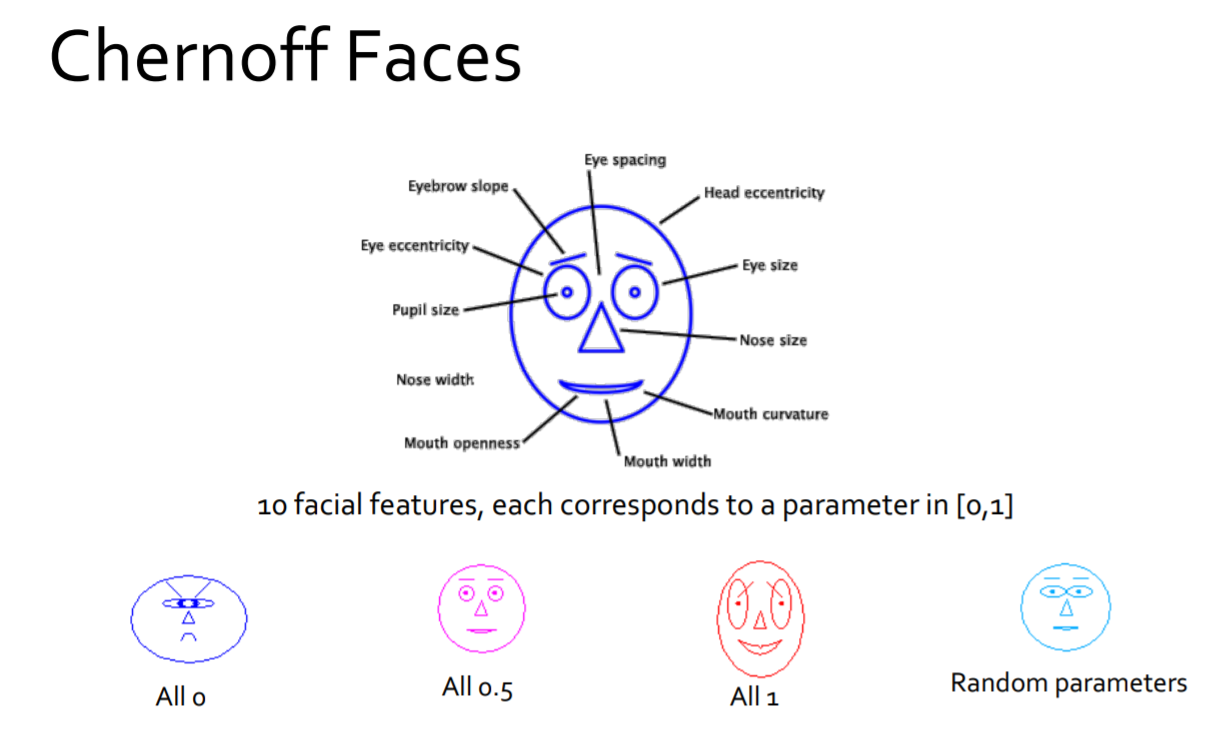 Chernoff Faces
Eye spacing
Eyebrow slope
Head eccentricity
Eye eccentricity
Eye size
Pupil size
Nose size
Nose width
Mouth curvature
Mouth openness
Mouth width
10 facial features, each corresponds to a parameter in [0,1]
All 0
All 0.5
All 1
Random parameters